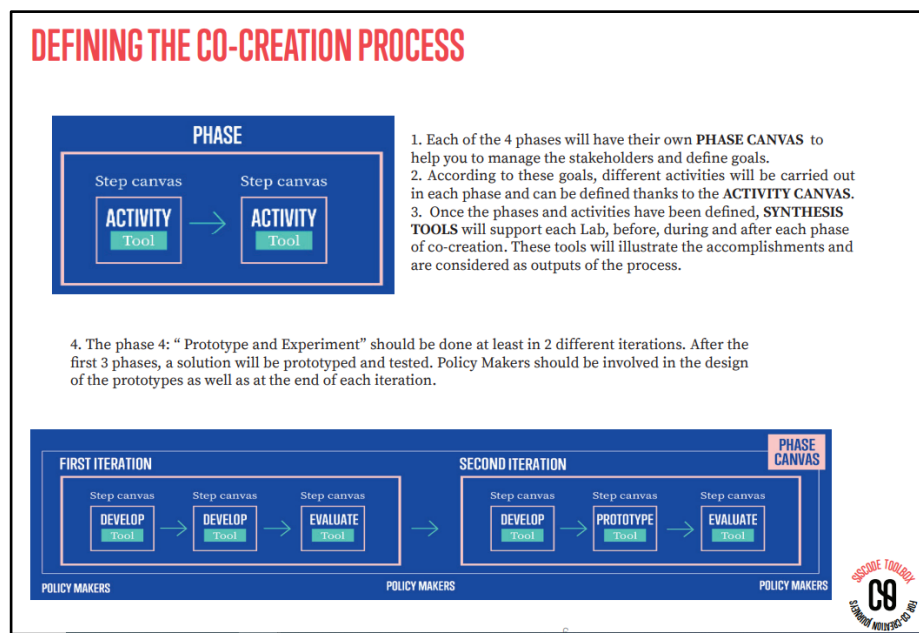 DEFINING THE CO-CREATION PROCESS
PHASE
Step canvas
ACTIVITY
Tool
Step canvas
ACTIVITY
Tool
1. Each of the 4 phases will have their own PHASE CANVAS to
help you to manage the stakeholders and define goals.
2. According to these goals, different activities will be carried out
in each phase and can be defined thanks to the ACTIVITY CANVAS.
3. Once the phases and activities have been defined, SYNTHESIS
TOOLS will support each Lab, before, during and after each phase
of co-creation. These tools will illustrate the accomplishments and
are considered as outputs of the process.
4. The phase 4: “ Prototype and Experiment” should be done at least in 2 different iterations. After the
first 3 phases, a solution will be prototyped and tested. Policy Makers should be involved in the design
of the prototypes as well as at the end of each iteration.
PHASE
CANVAS
FIRST ITERATION
Step canvas
DEVELOP
Tool
Step canvas
DEVELOP
Tool
Step canvas
EVALUATE
Tool
SECOND ITERATION
Step canvas
DEVELOP
Tool
Step canvas
PROTOTYPE
Tool
Step canvas
EVALUATE
Tool
POLICY MAKERS
POLICY MAKERS
POLICY MAKERS
SISCODE TOOLBOX
CO
FOR CO-CREATION JOURNEYS